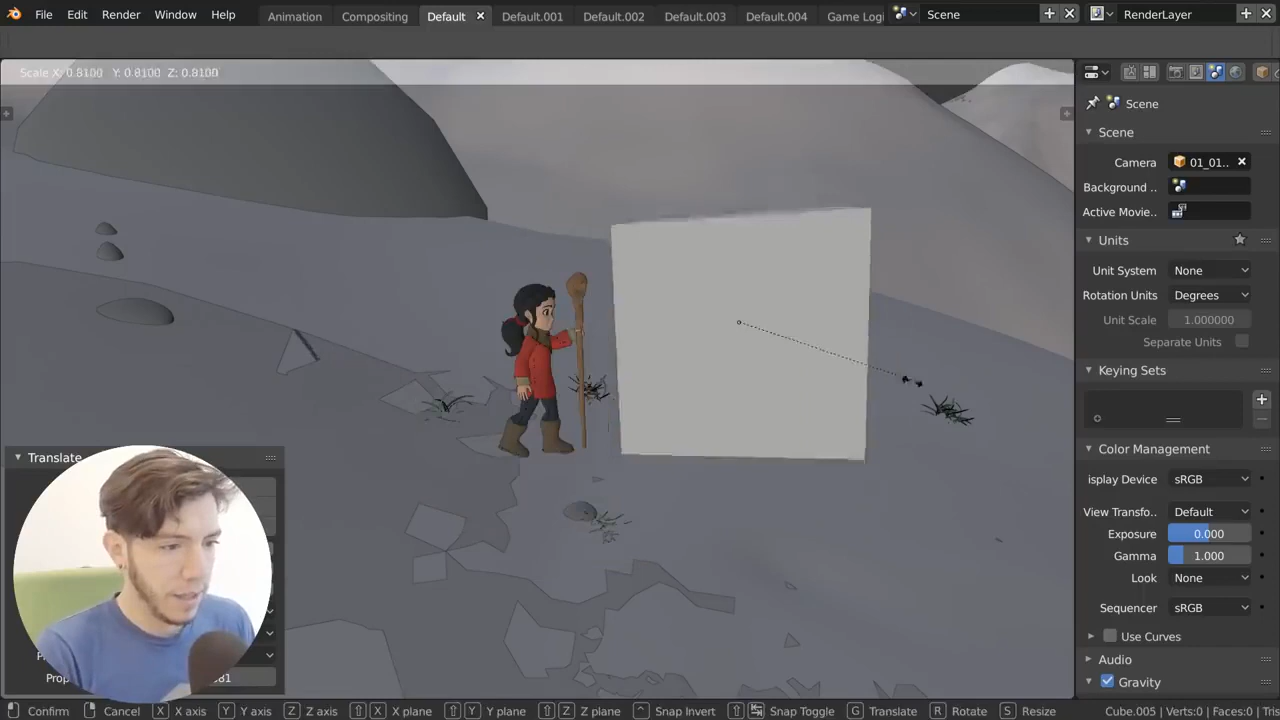 File Edit Render Window Help Animation Compositing Default Default.001 Default.002 Default.003 Default.004 Game Logi Scene RenderLayer
Scale X: 0.8100 Y: 0.8100 Z: 0.8100
Scene
Scene
Camera 01_01..
Background ..
Active Movie..
Units
Unit System None
Rotation Units Degrees
Unit Scale 1.000000
Separate Units
Keying Sets
Color Management
isplay Device sRGB
View Transfo.. Default
Exposure 0.000
Gamma 1.000
Look None
Sequencer sRGB
Use Curves
Audio
Gravity
Translate
Confirm Cancel X X axis Y Y axis Z Z axis X X plane Y Y plane Z Z plane Snap Invert Snap Toggle G Translate R Rotate S Resize Cube.005 | Verts:0 | Faces:0 | Tris